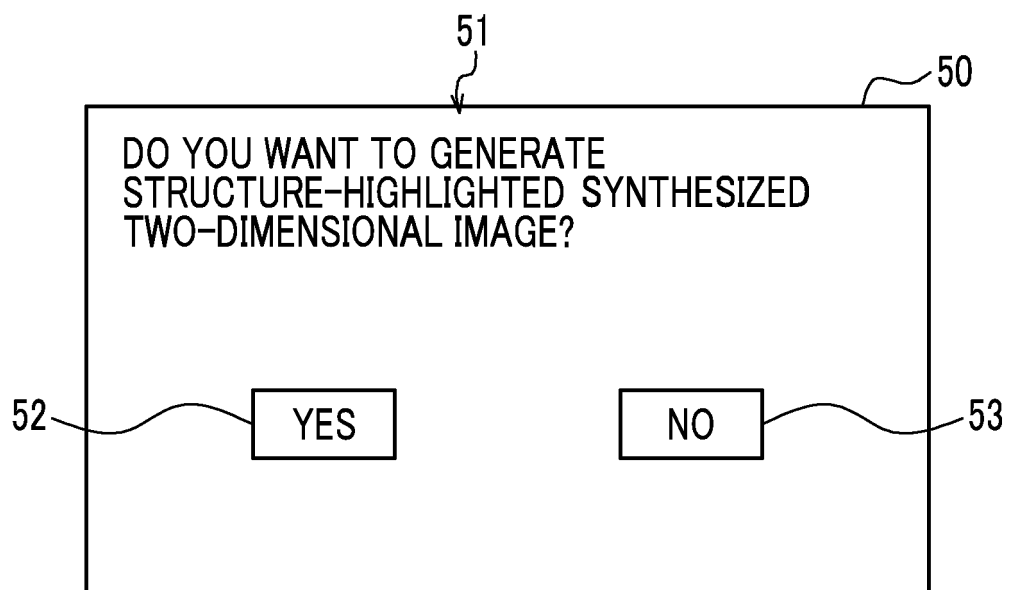 51
50
DO YOU WANT TO GENERATE
STRUCTURE-HIGHLIGHTED SYNTHESIZED
TWO-DIMENSIONAL IMAGE?
52
YES
NO
53